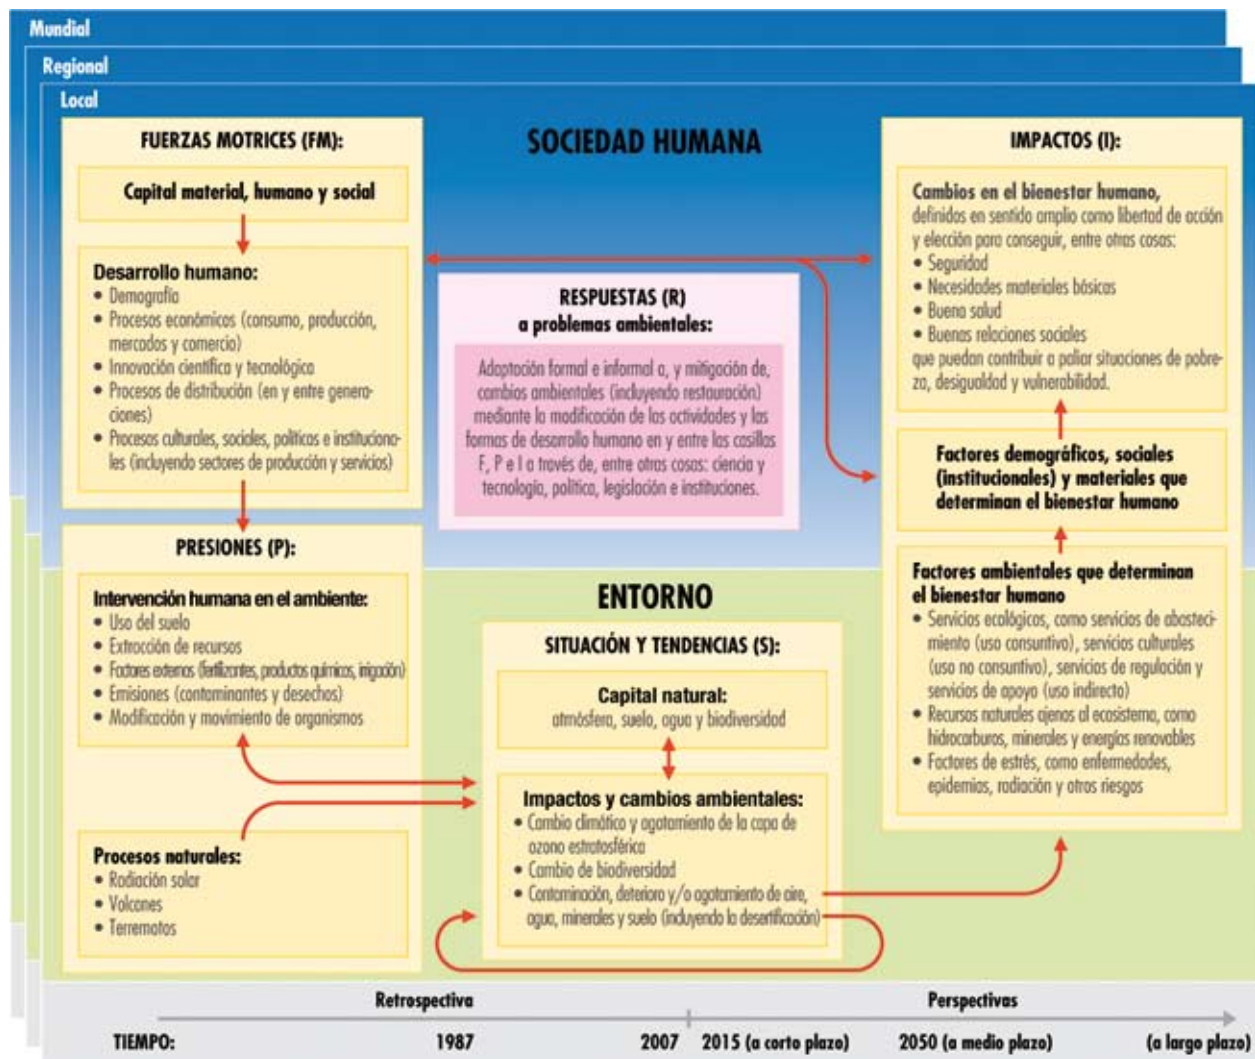 Mundial
Regional
Local
FUERZAS MOTRICES (FM):
Capital material, humano y social
Desarrollo humano:
• Demografía
• Procesos económicos (consumo, producción,
mercados y comercio)
• Innovación científica y tecnológica
• Procesos de distribución (en y entre genera-
ciones)
• Procesos culturales, sociales, políticos e instituciona-
les (incluyendo sectores de producción y servicios)
PRESIONES (P):
Intervención humana en el ambiente:
• Uso del suelo
• Extracción de recursos
• Factores externos (fertilizantes, productos químicos, irrigación)
• Emisiones (contaminantes y desechos)
• Modificación y movimiento de organismos
Procesos naturales:
• Radiación solar
• Volcanes
• Terremotos
SOCIEDAD HUMANA
RESPUESTAS (R)
a problemas ambientales:
Adaptación formal e informal a, y mitigación de,
cambios ambientales (incluyendo restauración)
mediante la modificación de las actividades y las
formas de desarrollo humano en y entre las casillas
F, P e I a través de, entre otras cosas: ciencia y
tecnología, política, legislación e instituciones.
ENTORNO
SITUACIÓN Y TENDENCIAS (S):
Capital natural:
atmósfera, suelo, agua y biodiversidad
Impactos y cambios ambientales:
• Cambio climático y agotamiento de la capa de
ozono estratosférica
• Cambio de biodiversidad
• Contaminación, deterioro y/o agotamiento de aire,
agua, minerales y suelo (incluyendo la desertificación)
IMPACTOS (I):
Cambios en el bienestar humano,
definidos en sentido amplio como libertad de acción
y elección para conseguir, entre otras cosas:
• Seguridad
• Necesidades materiales básicas
• Buena salud
• Buenas relaciones sociales
que puedan contribuir a paliar situaciones de pobre-
za, desigualdad y vulnerabilidad.
Factores demográficos, sociales
(institucionales) y materiales que
determinan el bienestar humano
Factores ambientales que determinan
el bienestar humano
• Servicios ecológicos, como servicios de abasteci-
miento (uso consuntivo), servicios culturales
(uso no consuntivo), servicios de regulación y
servicios de apoyo (uso indirecto)
• Recursos naturales ajenos al ecosistema, como
hidrocarburos, minerales y energías renovables
• Factores de estrés, como enfermedades,
epidemias, radiación y otros riesgos
Retrospectiva
Perspectivas
TIEMPO: 1987 2007 2015 (a corto plazo) 2050 (a medio plazo) (a largo plazo)